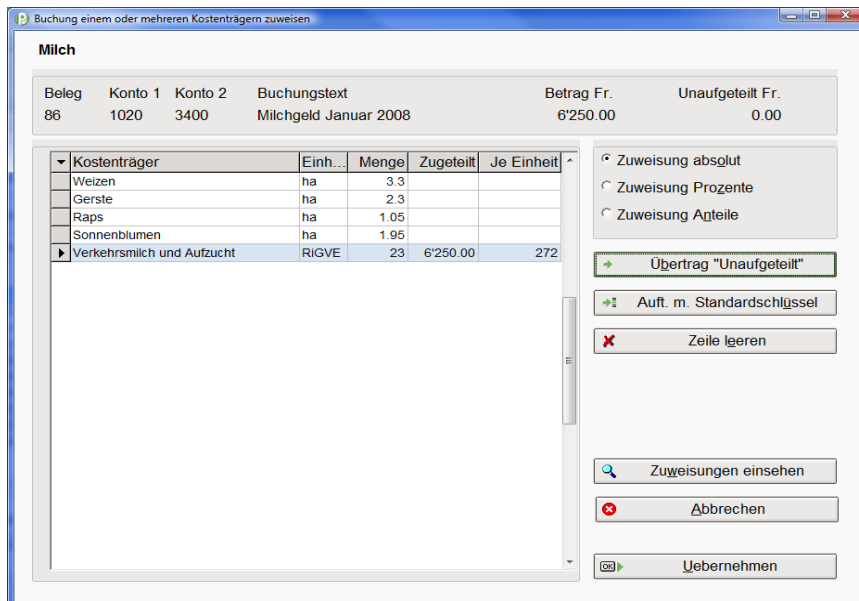 Buchung einem oder mehreren Kostenträgern zuweisen
Milch
Beleg Konto 1 Konto 2 Buchungstext Betrag Fr. Unaufgeteilt Fr.
86 1020 3400 Milchgeld Januar 2008 6'250.00 0.00
Kostenträger Einh... Menge Zugeteilt Je Einheit
Weizen ha 3.3
Gerste ha 2.3
Raps ha 1.05
Sonnenblumen ha 1.95
Verkehrsmilch und Aufzucht RiGVE 23 6'250.00 272
Zuweisung absolut
Zuweisung Prozente
Zuweisung Anteile
Übertrag "Unaufgeteilt"
Auft. m. Standardschlüssel
Zeile leeren
Zuweisungen einsehen
Abbrechen
OK Uebernehmen